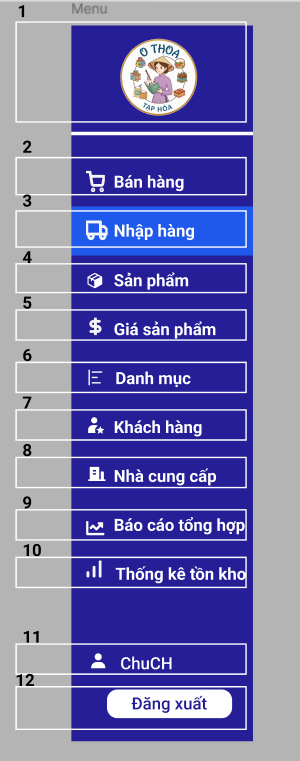 Menu
1
O THOA
TẠP HÓA
2
Bán hàng
3
Nhập hàng
4
Sản phẩm
5
Giá sản phẩm
6
Danh mục
7
Khách hàng
8
Nhà cung cấp
9
Báo cáo tổng hợp
10
Thống kê tồn kho
11
ChuCH
12
Đăng xuất